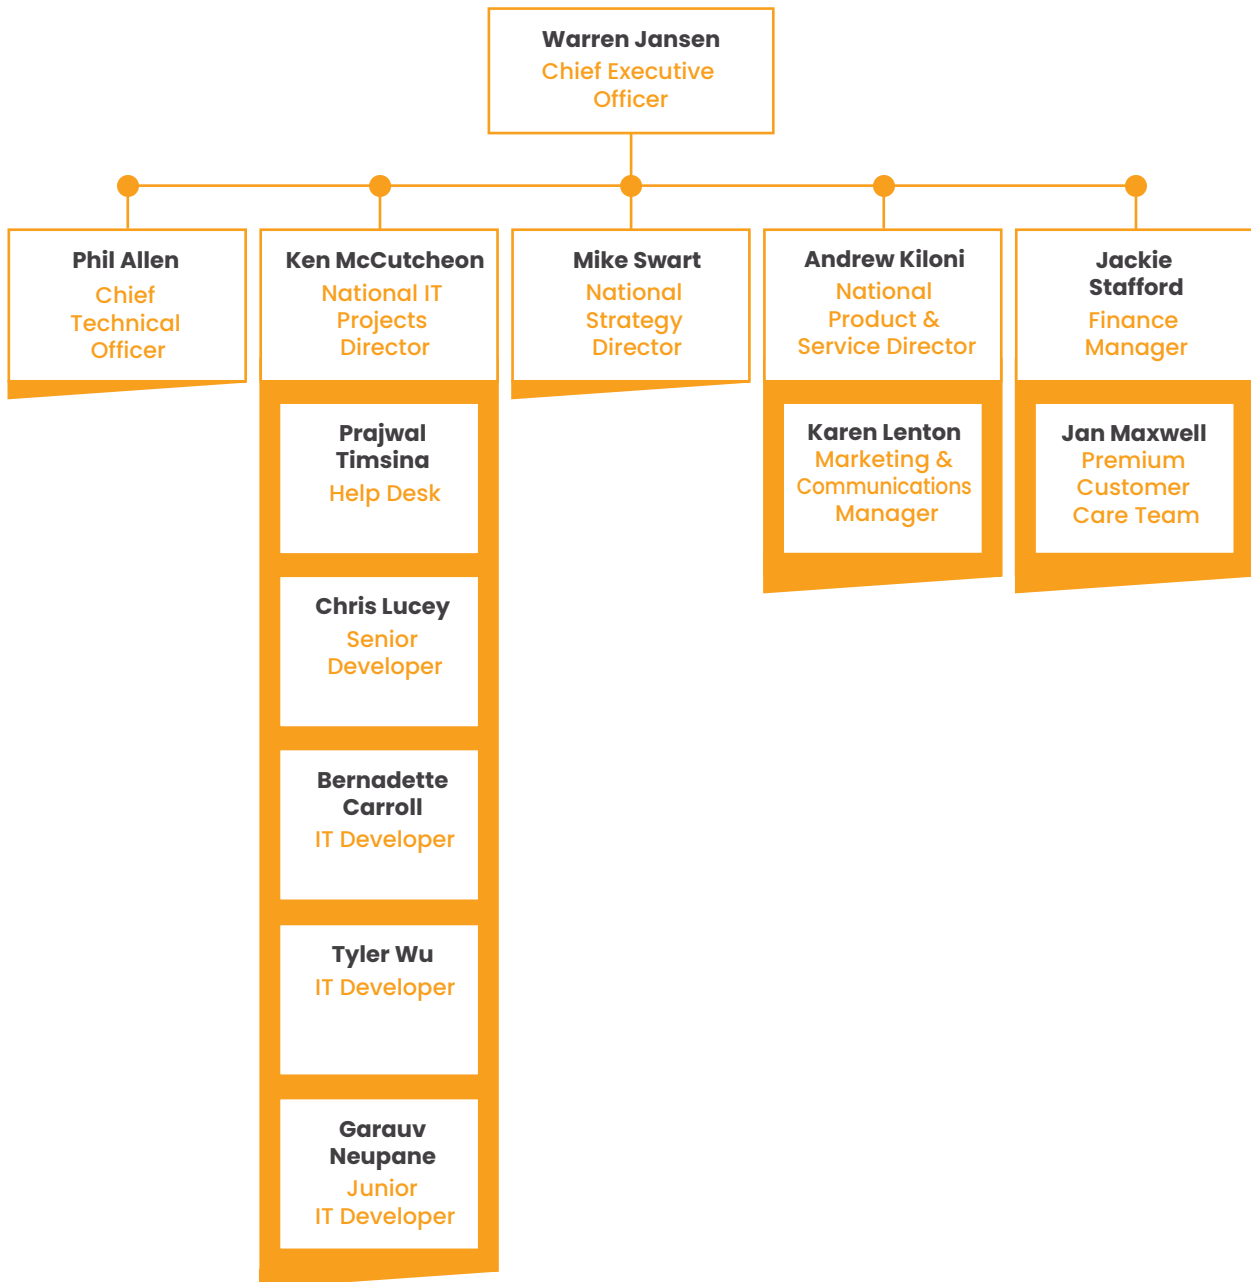 Warren Jansen
Chief Executive
Officer
Phil Allen
Chief
Technical
Officer
Ken McCutcheon
National IT
Projects
Director
Mike Swart
National
Strategy
Director
Andrew Kiloni
National
Product &
Service Director
Jackie
Stafford
Finance
Manager
Prajwal
Timsina
Help Desk
Chris Lucey
Senior
Developer
Bernadette
Carroll
IT Developer
Tyler Wu
IT Developer
Garauv
Neupane
Junior
IT Developer
Karen Lenton
Marketing &
Communications
Manager
Jan Maxwell
Premium
Customer
Care Team